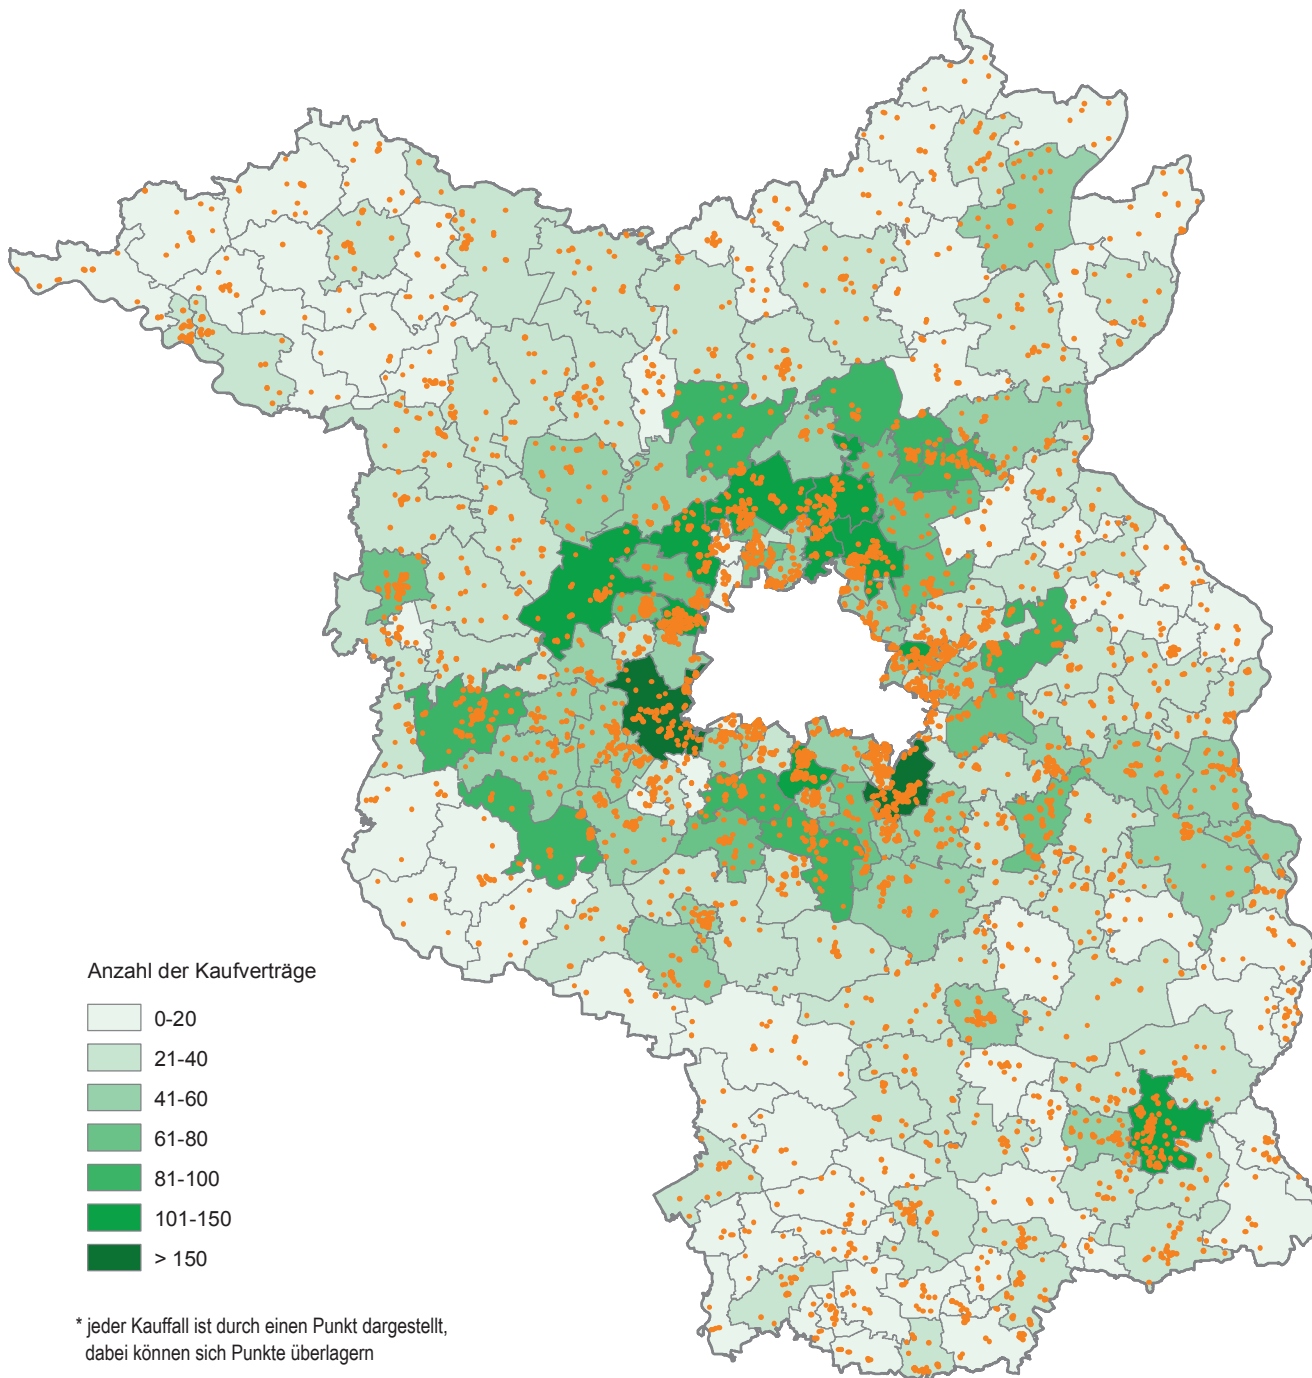 Anzahl der Kaufverträge
0-20
21-40
41-60
61-80
81-100
101-150
> 150
* jeder Kauffall ist durch einen Punkt dargestellt,
dabei können sich Punkte überlagern